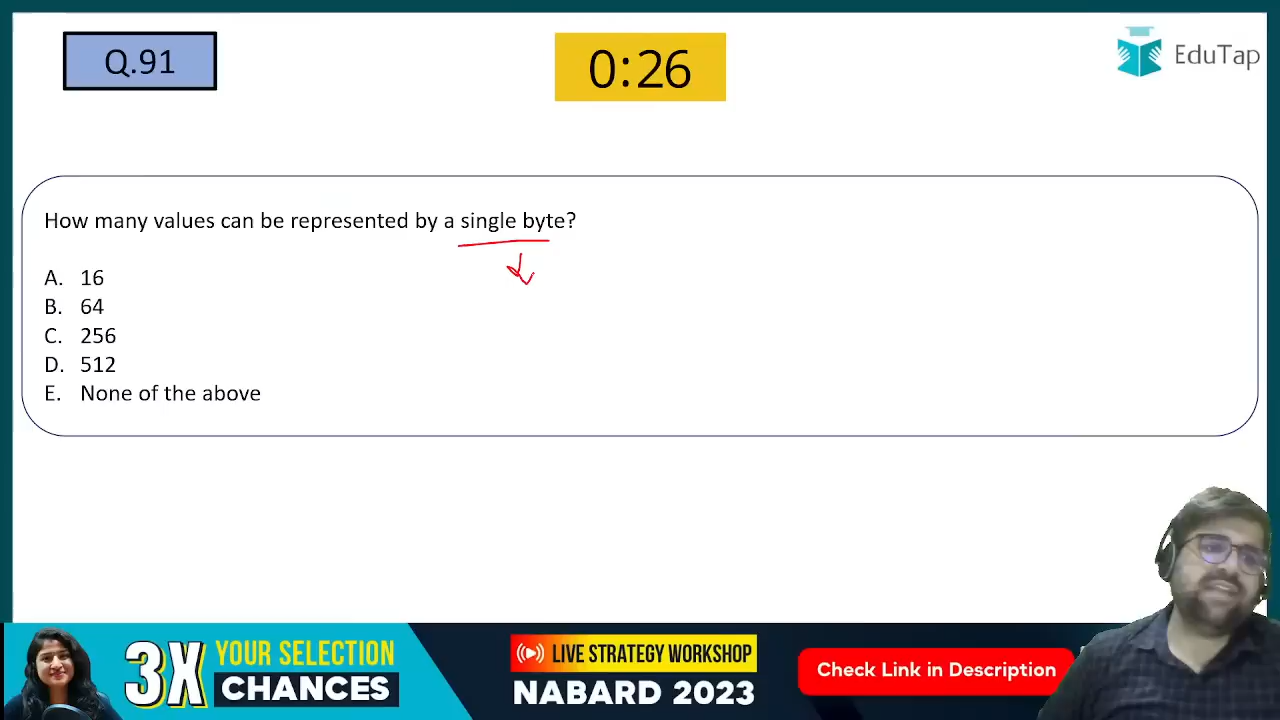 Q.91
0:26
EduTap
How many values can be represented by a single byte?
A. 16
B. 64
C. 256
D. 512
E. None of the above
3X YOUR SELECTION
CHANCES
LIVE STRATEGY WORKSHOP
NABARD 2023
Check Link in Description